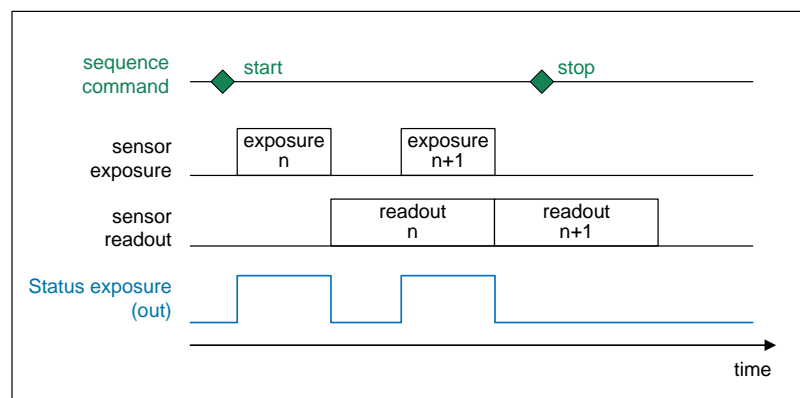 sequence
command
start
stop
sensor
exposure
exposure
n
exposure
n+1
sensor
readout
readout
n
readout
n+1
Status exposure
(out)
time